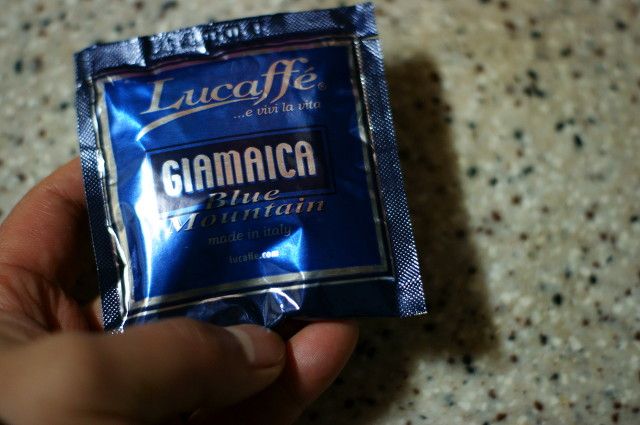 Lucaffé®
...e vivi la vita
GIAMAICA
Blue
Mountain
made in italy
lucaffe.com